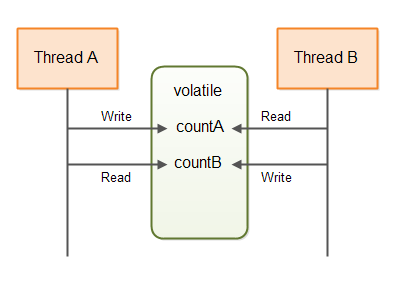 Thread A
Thread B
volatile
Write
countA
Read
countB
Read
Write